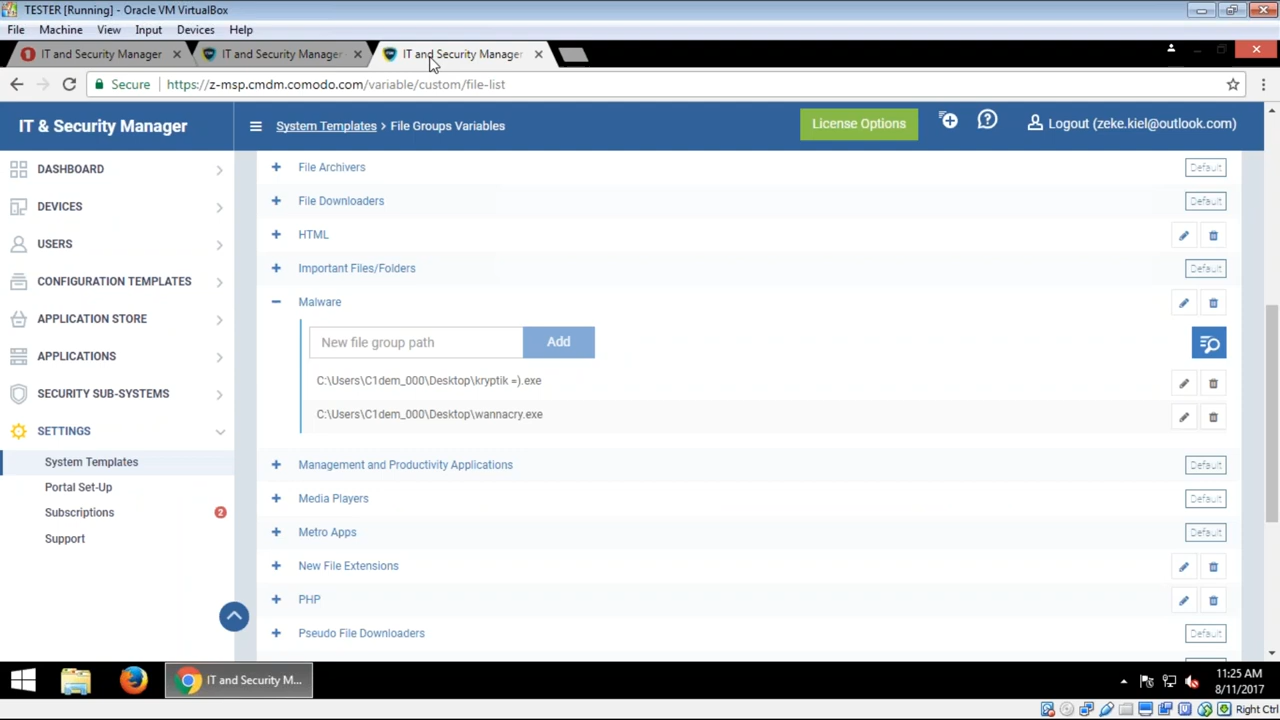 TESTER [Running] - Oracle VM VirtualBox
File Machine View Input Devices Help
IT and Security Manager
IT and Security Manager
IT and Security Manager
Secure https://z-msp.cmdm.comodo.com/variable/custom/file-list
IT & Security Manager
System Templates > File Groups Variables
License Options
Logout (zeke.kiel@outlook.com)
DASHBOARD
DEVICES
USERS
CONFIGURATION TEMPLATES
APPLICATION STORE
APPLICATIONS
SECURITY SUB-SYSTEMS
SETTINGS
System Templates
Portal Set-Up
Subscriptions 2
Support
File Archivers Default
File Downloaders Default
HTML
Important Files/Folders Default
Malware
New file group path Add
C:\Users\C1dem_000\Desktop\kryptik =).exe
C:\Users\C1dem_000\Desktop\wannacry.exe
Management and Productivity Applications Default
Media Players Default
Metro Apps Default
New File Extensions
PHP
Pseudo File Downloaders Default
IT and Security M...
11:25 AM
8/11/2017
Right Ctrl